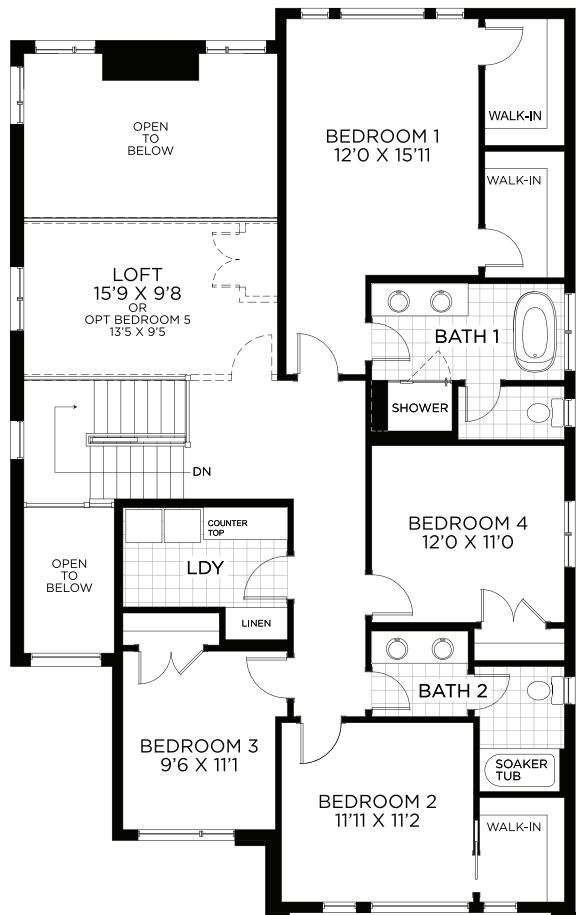 WALK-IN
OPEN
TO
BELOW
BEDROOM 1
12'0 X 15'11
WALK-IN
LOFT
15'9 X 9'8
OR
OPT BEDROOM 5
13'5 X 9'5
BATH 1
SHOWER
DN
COUNTER
TOP
BEDROOM 4
12'0 X 11'0
LDY
OPEN
TO
BELOW
LINEN
BATH 2
BEDROOM 3
9'6 X 11'1
SOAKER
TUB
BEDROOM 2
11'11 X 11'2
WALK-IN